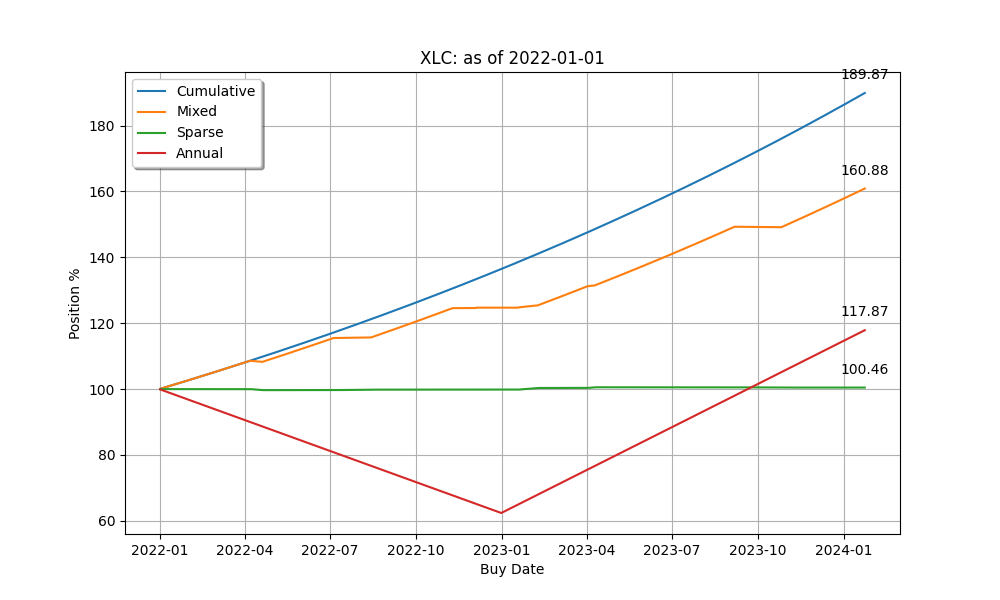 XLC: as of 2022-01-01
189.87
Cumulative
Mixed
Sparse
Annual
180
160.88
160
140
117.87
120
100.46
100
80
60
Position %
2022-01 2022-04 2022-07 2022-10 2023-01 2023-04 2023-07 2023-10 2024-01
Buy Date